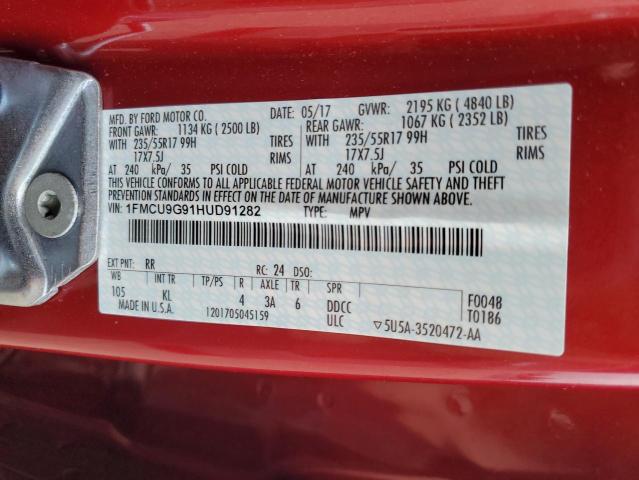 MFD. BY FORD MOTOR CO. DATE: 05/17 GVWR: 2195 KG ( 4840 LB)
FRONT GAWR: 1134 KG ( 2500 LB) REAR GAWR: 1067 KG ( 2352 LB)
WITH 235/55R17 99H TIRES WITH 235/55R17 99H TIRES
17X7.5J RIMS 17X7.5J RIMS
AT 240 kPa/ 35 PSI COLD AT 240 kPa/ 35 PSI COLD
THIS VEHICLE CONFORMS TO ALL APPLICABLE FEDERAL MOTOR VEHICLE SAFETY AND THEFT
PREVENTION STANDARDS IN EFFECT ON THE DATE OF MANUFACTURE SHOWN ABOVE.
VIN: 1FMCU9G91HUD91282 TYPE: MPV
EXT PNT: RR RC: 24 DSO:
WB INT TR TP/PS R AXLE TR SPR
105 KL 4 3A 6 DDCC F0048
MADE IN U.S.A. 1201705045159 ULC ▽5U5A-3520472-AA T0186